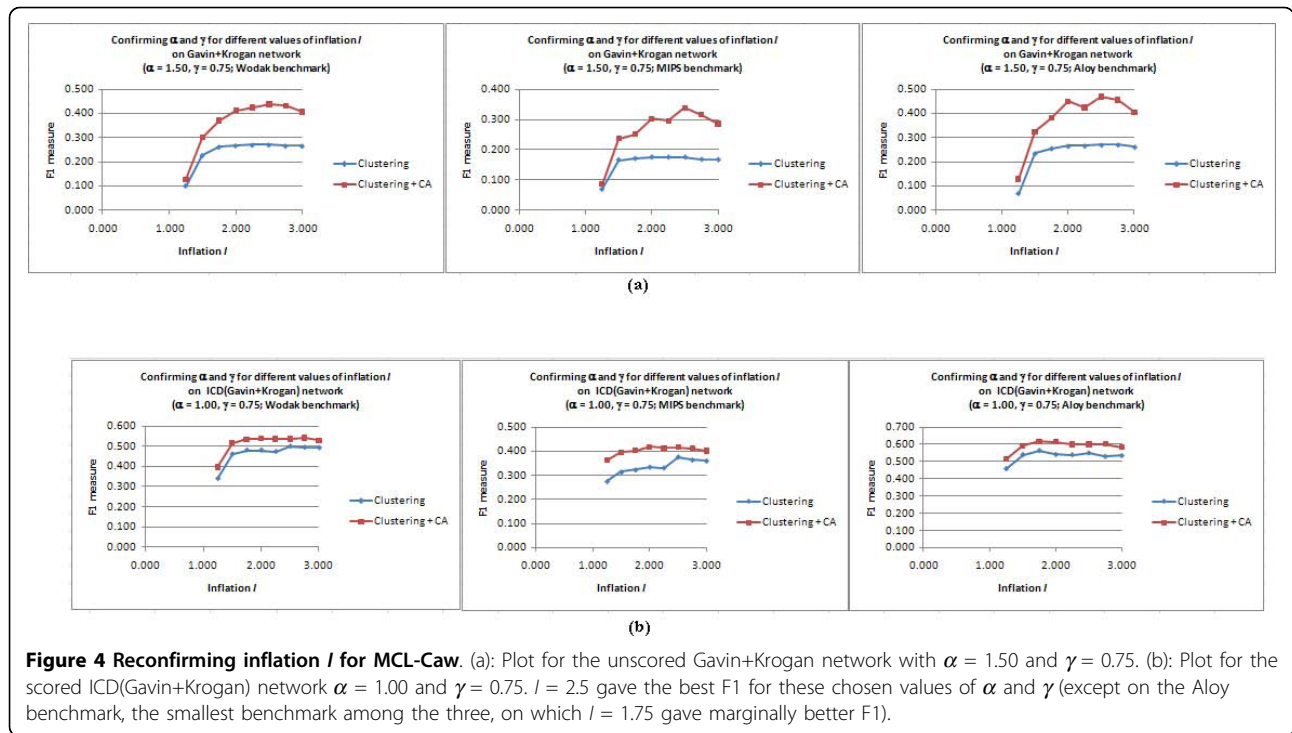 Confirming α and γ for different values of inflation I
on Gavin+Krogan network
(α = 1.50, γ = 0.75; Wodak benchmark)
0.500
0.400
0.300
0.200
0.100
0.000
F1 measure
0.000 1.000 2.000 3.000
Inflation I
Clustering
Clustering + CA
Confirming α and γ for different values of inflation I
on Gavin+Krogan network
(α = 1.50, γ = 0.75; MIPS benchmark)
0.400
0.300
0.200
0.100
0.000
F1 measure
0.000 1.000 2.000 3.000
Inflation I
Clustering
Clustering + CA
Confirming α and γ for different values of inflation I
on Gavin+Krogan network
(α = 1.50, γ = 0.75; Aloy benchmark)
0.500
0.400
0.300
0.200
0.100
0.000
F1 measure
0.000 1.000 2.000 3.000
Inflation I
Clustering
Clustering + CA
(a)
Confirming α and γ for different values of inflation I
on ICD(Gavin+Krogan) network
(α = 1.00, γ = 0.75; Wodak benchmark)
0.600
0.500
0.400
0.300
0.200
0.100
0.000
F1 measure
0.000 1.000 2.000 3.000
Inflation I
Clustering
Clustering + CA
Confirming α and γ for different values of inflation I
on ICD(Gavin+Krogan) network
(α = 1.00, γ = 0.75; MIPS benchmark)
0.500
0.400
0.300
0.200
0.100
0.000
F1 measure
0.000 1.000 2.000 3.000
Inflation I
Clustering
Clustering + CA
Confirming α and γ for different values of inflation I
on ICD(Gavin+Krogan) network
(α = 1.00, γ = 0.75; Aloy benchmark)
0.700
0.600
0.500
0.400
0.300
0.200
0.100
0.000
F1 measure
0.000 1.000 2.000 3.000
Inflation I
Clustering
Clustering + CA
(b)
Figure 4 Reconfirming inflation I for MCL-Caw. (a): Plot for the unscored Gavin+Krogan network with α = 1.50 and γ = 0.75. (b): Plot for the
scored ICD(Gavin+Krogan) network α = 1.00 and γ = 0.75. I = 2.5 gave the best F1 for these chosen values of α and γ (except on the Aloy
benchmark, the smallest benchmark among the three, on which I = 1.75 gave marginally better F1).